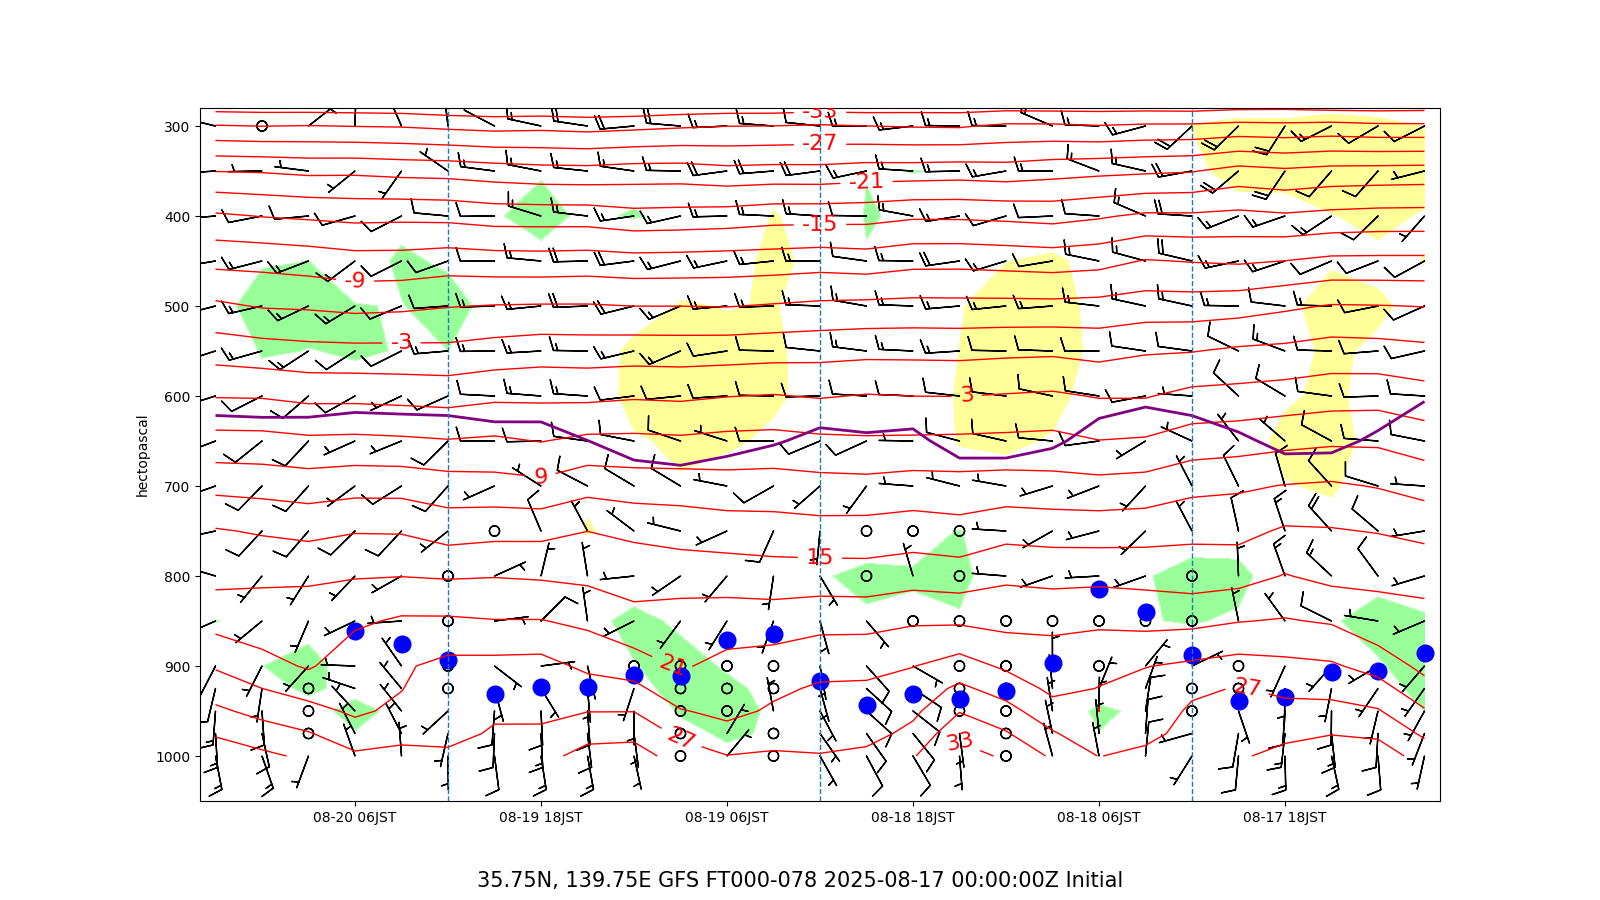 -33
300
-27
-21
400
-15
-9
500
-3
hectopascal
600
3
9
700
15
800
21
900
27
27
33
1000
08-20 06JST
08-19 18JST
08-19 06JST
08-18 18JST
08-18 06JST
08-17 18JST
35.75N, 139.75E GFS FT000-078 2025-08-17 00:00:00Z Initial